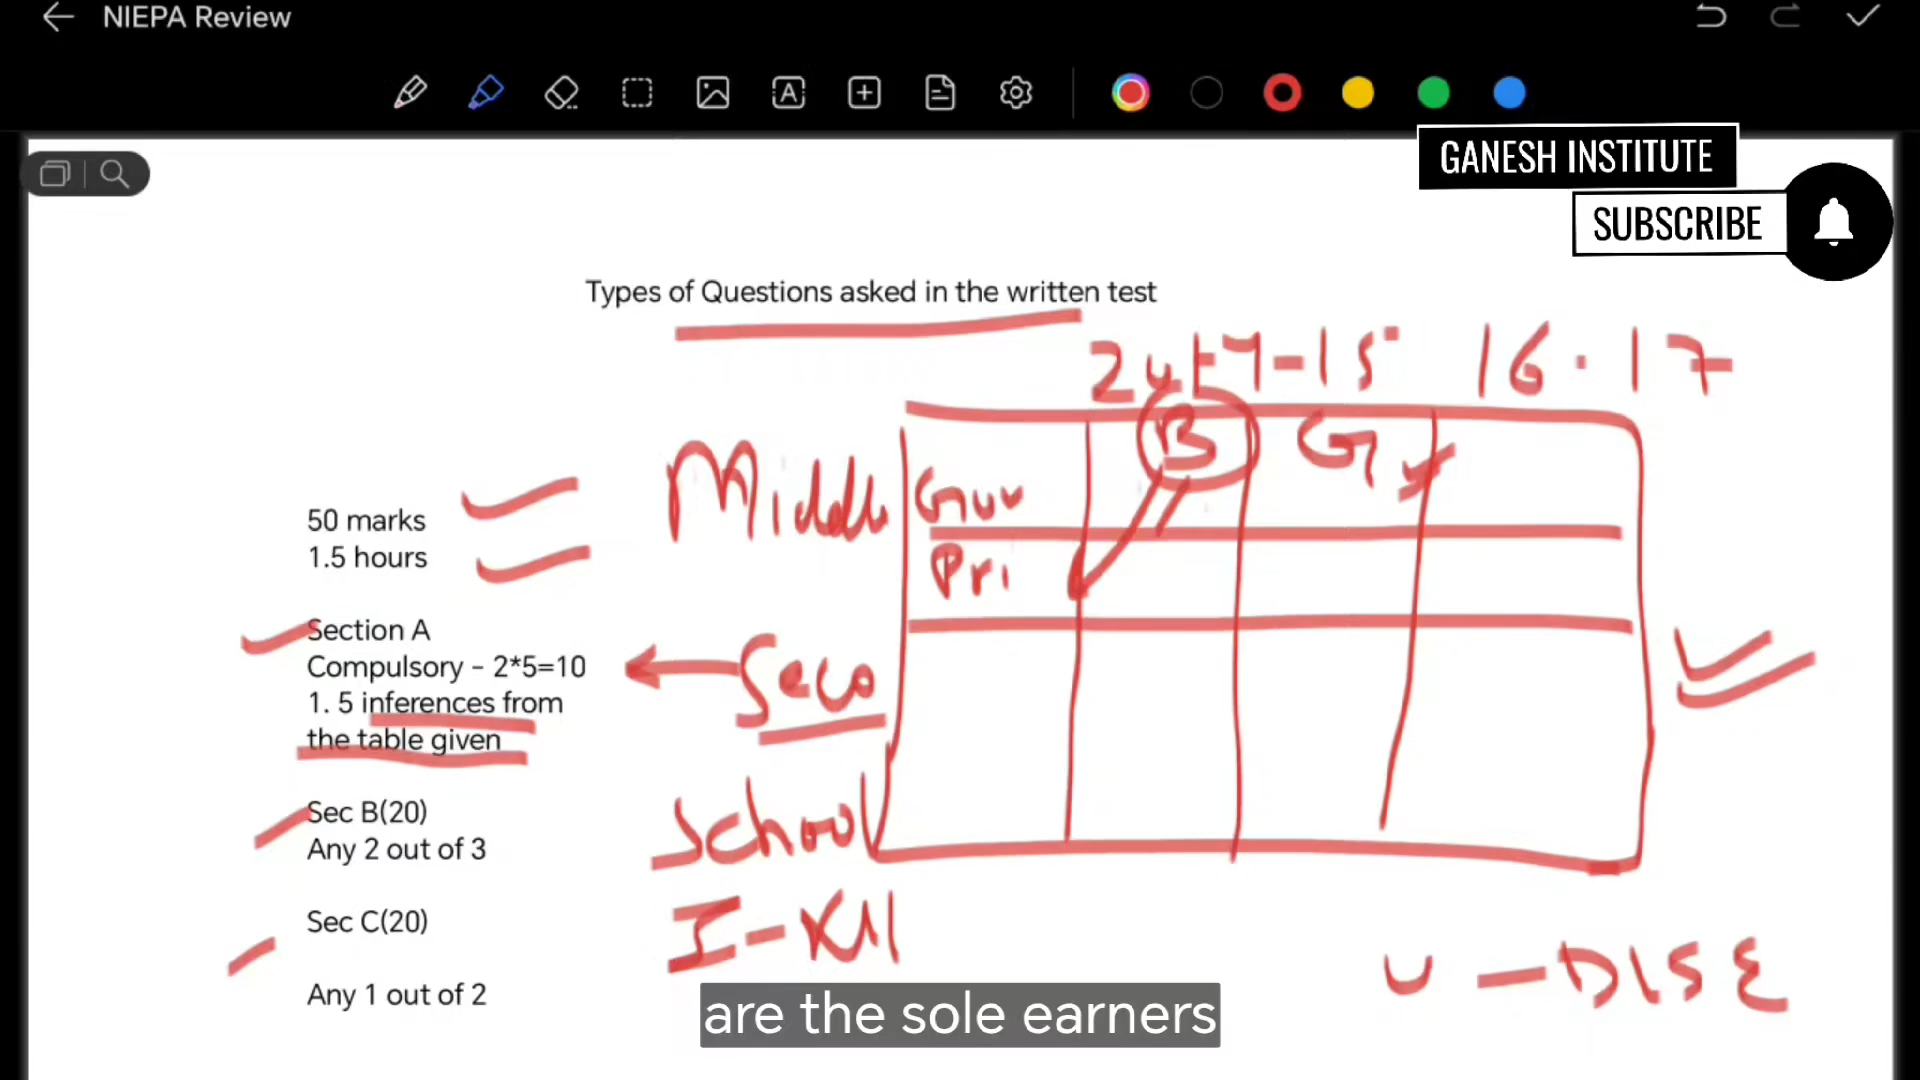 NIEPA Review
A
GANESH INSTITUTE
SUBSCRIBE
Types of Questions asked in the written test
2014-15 16-17
B G
Middle Gov
Pri
50 marks
1.5 hours
Section A
Compulsory - 2*5=10
1. 5 inferences from
the table given
Seco
Sec B(20)
Any 2 out of 3
School
I-XII
Sec C(20)
Any 1 out of 2
U-DISE
are the sole earners